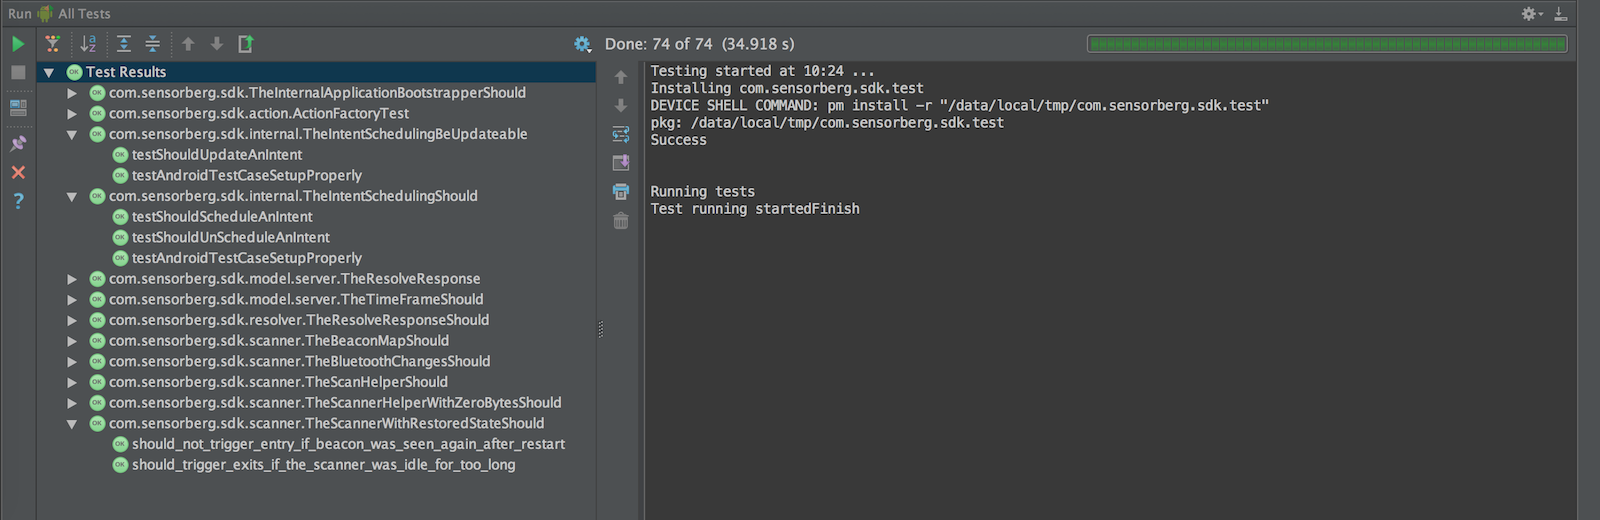 Run All Tests
Done: 74 of 74 (34.918 s)
Test Results
com.sensorberg.sdk.TheInternalApplicationBootstrapperShould
com.sensorberg.sdk.action.ActionFactoryTest
com.sensorberg.sdk.internal.TheIntentSchedulingBeUpdateable
testShouldUpdateAnIntent
testAndroidTestCaseSetupProperly
com.sensorberg.sdk.internal.TheIntentSchedulingShould
testShouldScheduleAnIntent
testShouldUnScheduleAnIntent
testAndroidTestCaseSetupProperly
com.sensorberg.sdk.model.server.TheResolveResponse
com.sensorberg.sdk.model.server.TheTimeFrameShould
com.sensorberg.sdk.resolver.TheResolveResponseShould
com.sensorberg.sdk.scanner.TheBeaconMapShould
com.sensorberg.sdk.scanner.TheBluetoothChangesShould
com.sensorberg.sdk.scanner.TheScanHelperShould
com.sensorberg.sdk.scanner.TheScannerHelperWithZeroBytesShould
com.sensorberg.sdk.scanner.TheScannerWithRestoredStateShould
should_not_trigger_entry_if_beacon_was_seen_again_after_restart
should_trigger_exits_if_the_scanner_was_idle_for_too_long
Testing started at 10:24 ...
Installing com.sensorberg.sdk.test
DEVICE SHELL COMMAND: pm install -r "/data/local/tmp/com.sensorberg.sdk.test"
pkg: /data/local/tmp/com.sensorberg.sdk.test
Success
Running tests
Test running startedFinish